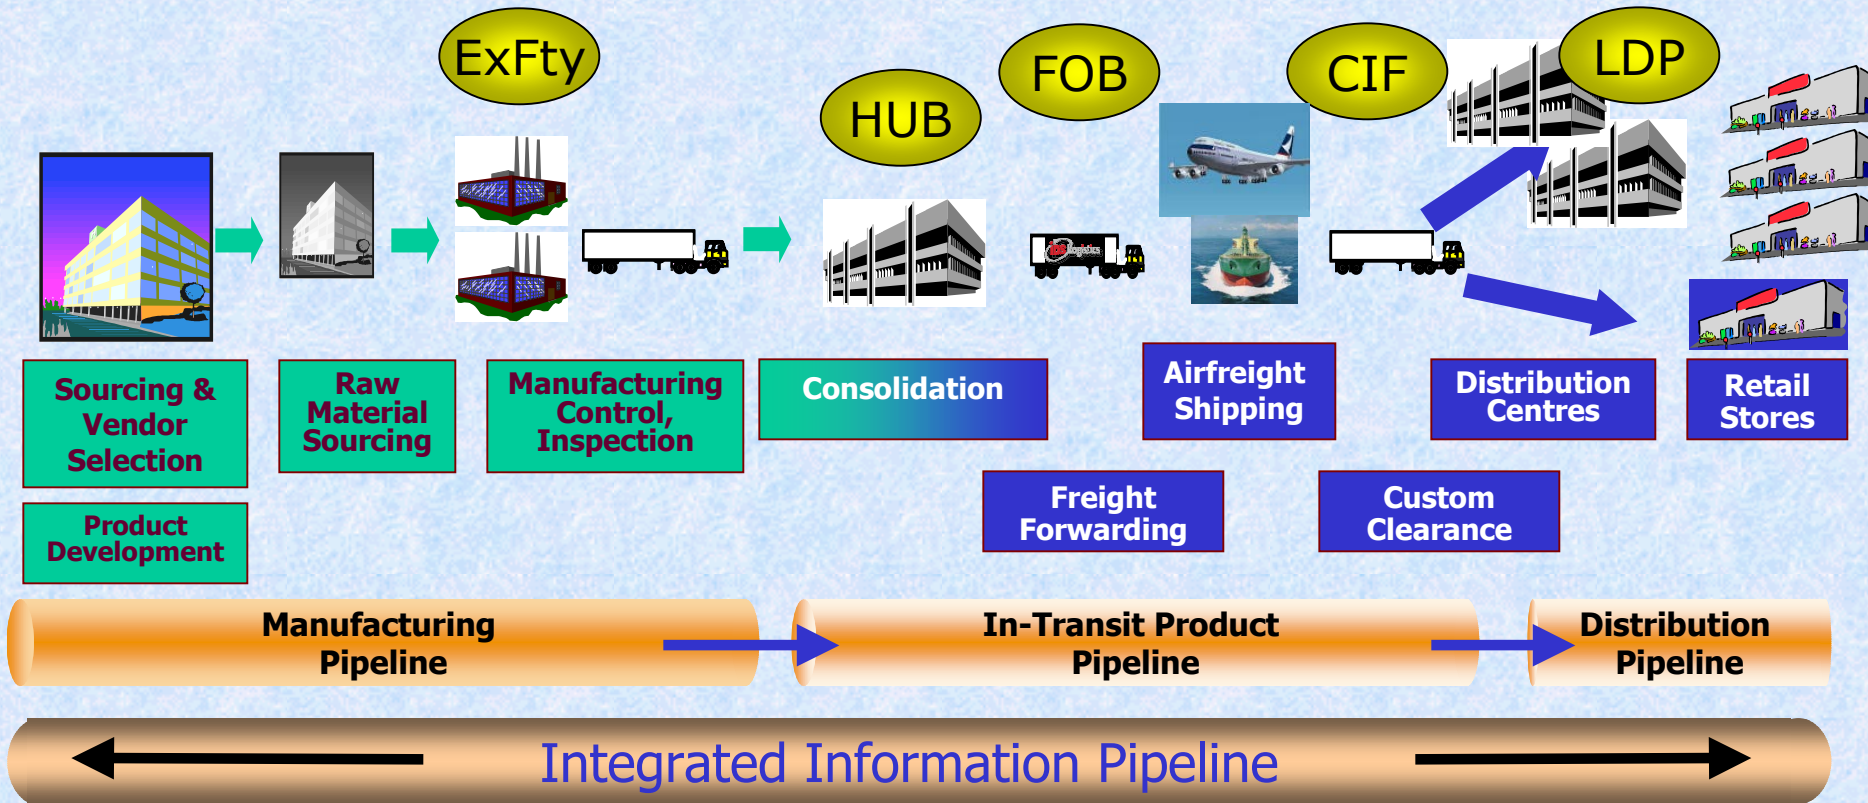 ExFty
HUB
FOB
CIF
LDP
logistics
Sourcing &
Vendor
Selection
Raw
Material
Sourcing
Manufacturing
Control,
Inspection
Consolidation
Airfreight
Shipping
Distribution
Centres
Retail
Stores
Product
Development
Freight
Forwarding
Custom
Clearance
Manufacturing
Pipeline
In-Transit Product
Pipeline
Distribution
Pipeline
Integrated Information Pipeline